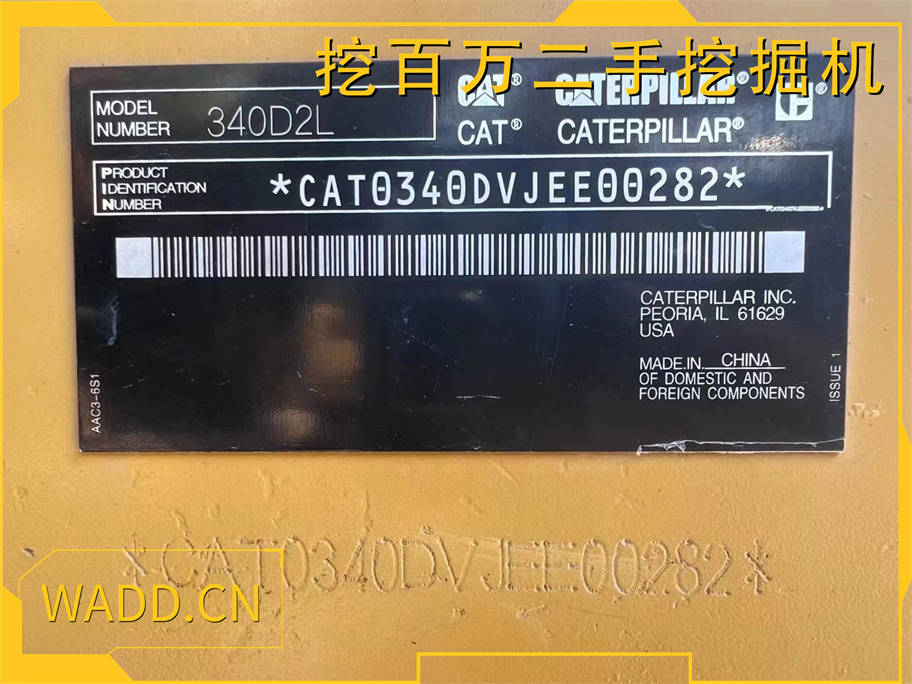 挖百万二手挖掘机
MODEL NUMBER 340D2L
CAT® CATERPILLAR® C®
CAT® CATERPILLAR®
PRODUCT IDENTIFICATION NUMBER *CAT0340DVJEE00282*
*CAT0340DVJEE00282*
CATERPILLAR INC.
PEORIA, IL 61629
USA
MADE IN CHINA
OF DOMESTIC AND
FOREIGN COMPONENTS
AAC3-6S1
ISSUE 1
*CAT0340DVJEE00282*
WADD.CN